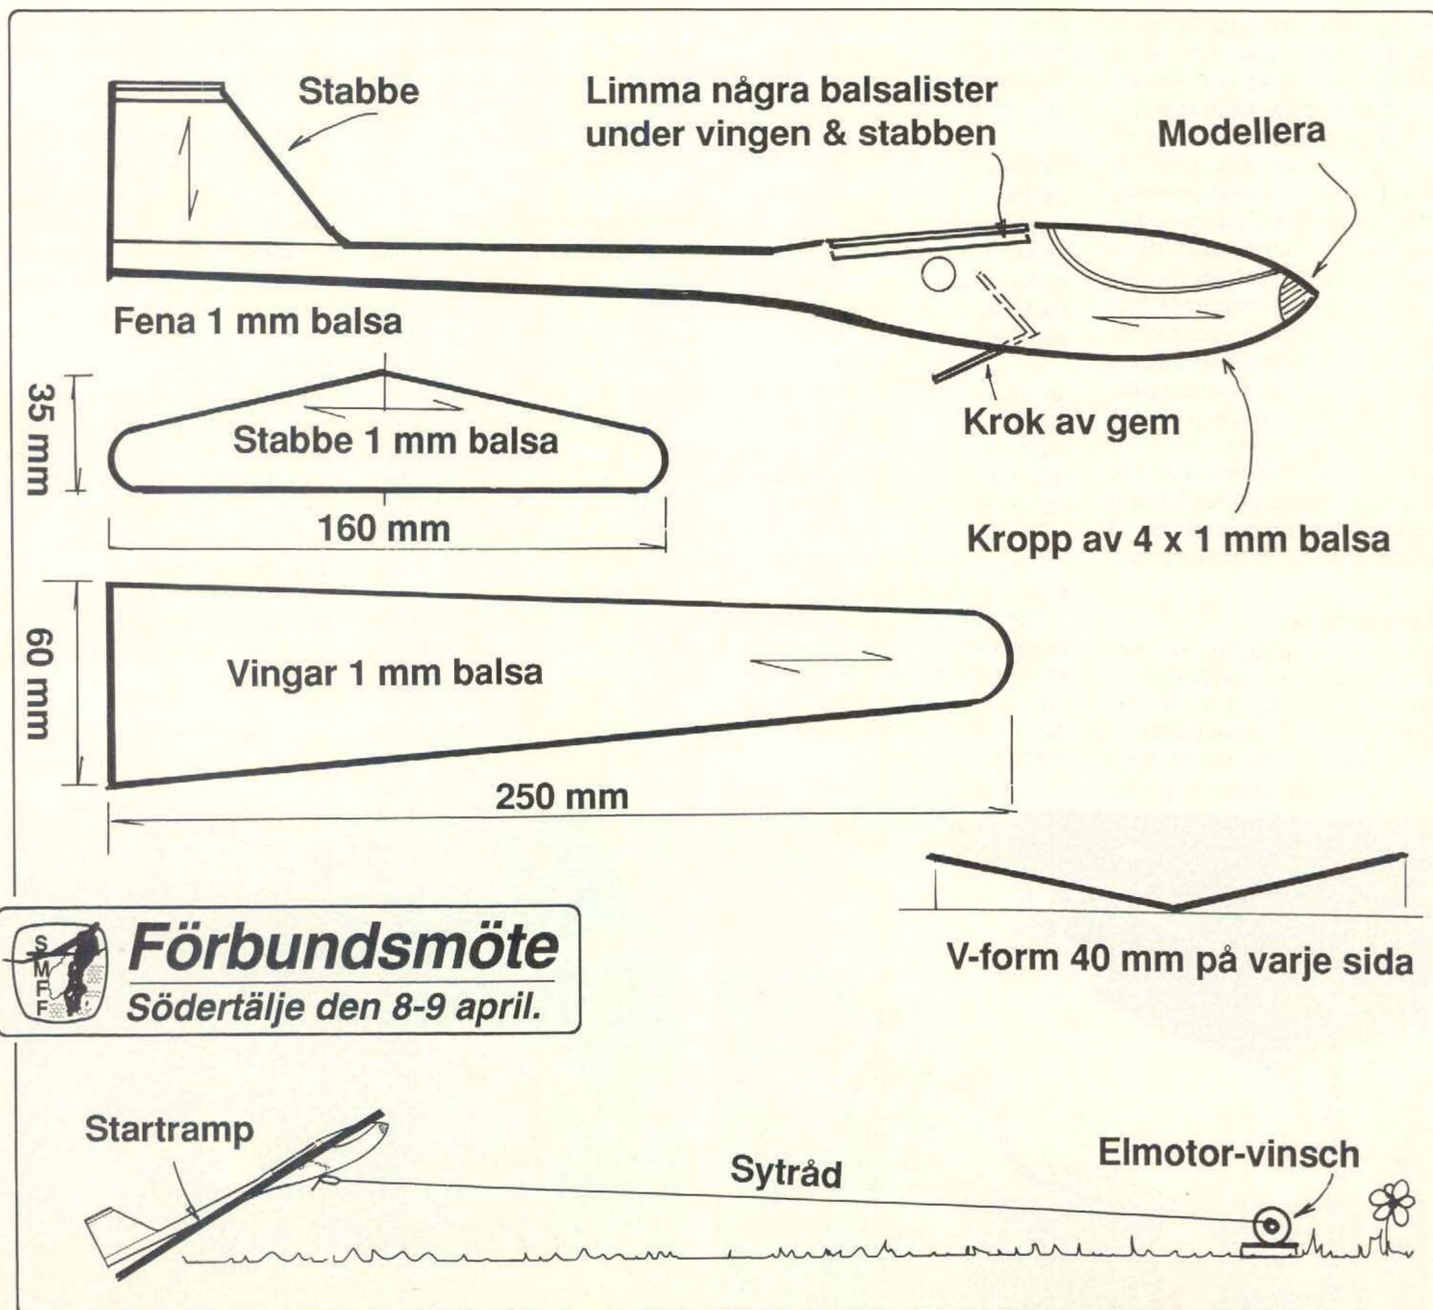 Stabbe
Limma några balsalister
under vingen & stabben
Modellera
Fena 1 mm balsa
35 mm
Stabbe 1 mm balsa
160 mm
Krok av gem
Kropp av 4 x 1 mm balsa
60 mm
Vingar 1 mm balsa
250 mm
V-form 40 mm på varje sida
SMFF
Förbundsmöte
Södertälje den 8-9 april.
Startramp
Sytråd
Elmotor-vinsch